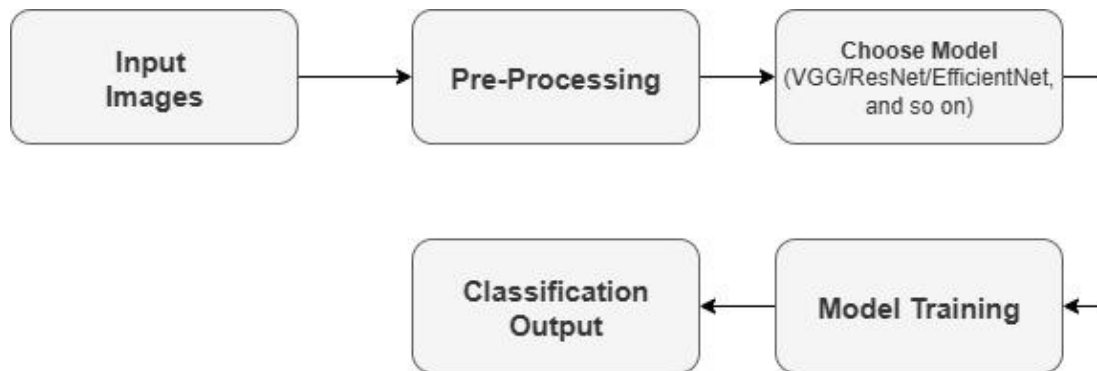 Input
Images
Pre-Processing
Choose Model
(VGG/ResNet/EfficientNet,
and so on)
Classification
Output
Model Training